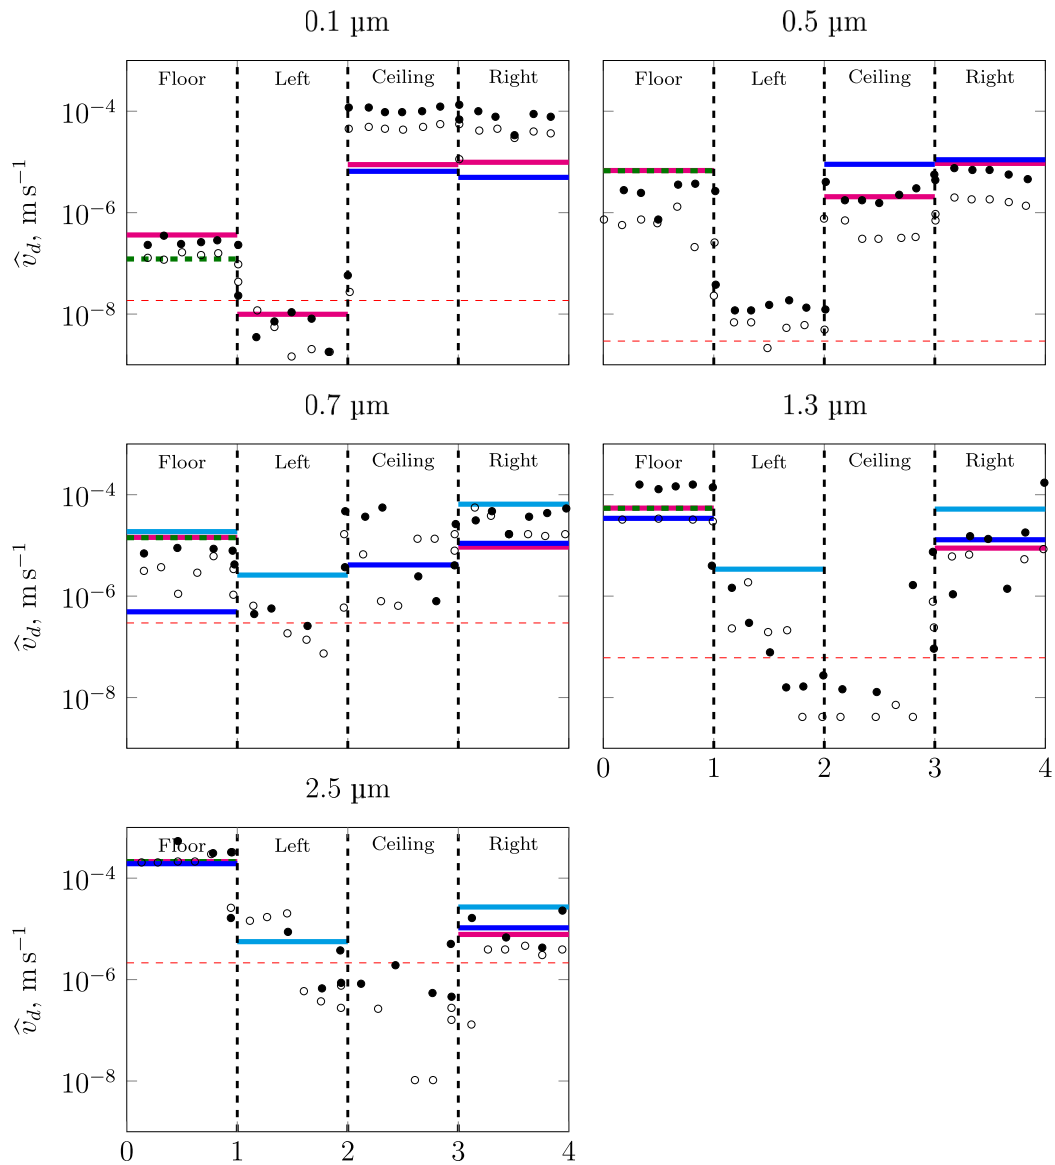 0.1 µm
0.5 µm
Floor Left Ceiling Right
Floor Left Ceiling Right
10⁻⁴
10⁻⁶
10⁻⁸
v̂_d, m s⁻¹
0.7 µm
1.3 µm
Floor Left Ceiling Right
Floor Left Ceiling Right
10⁻⁴
10⁻⁶
10⁻⁸
v̂_d, m s⁻¹
0 1 2 3 4
2.5 µm
Floor Left Ceiling Right
10⁻⁴
10⁻⁶
10⁻⁸
v̂_d, m s⁻¹
0 1 2 3 4